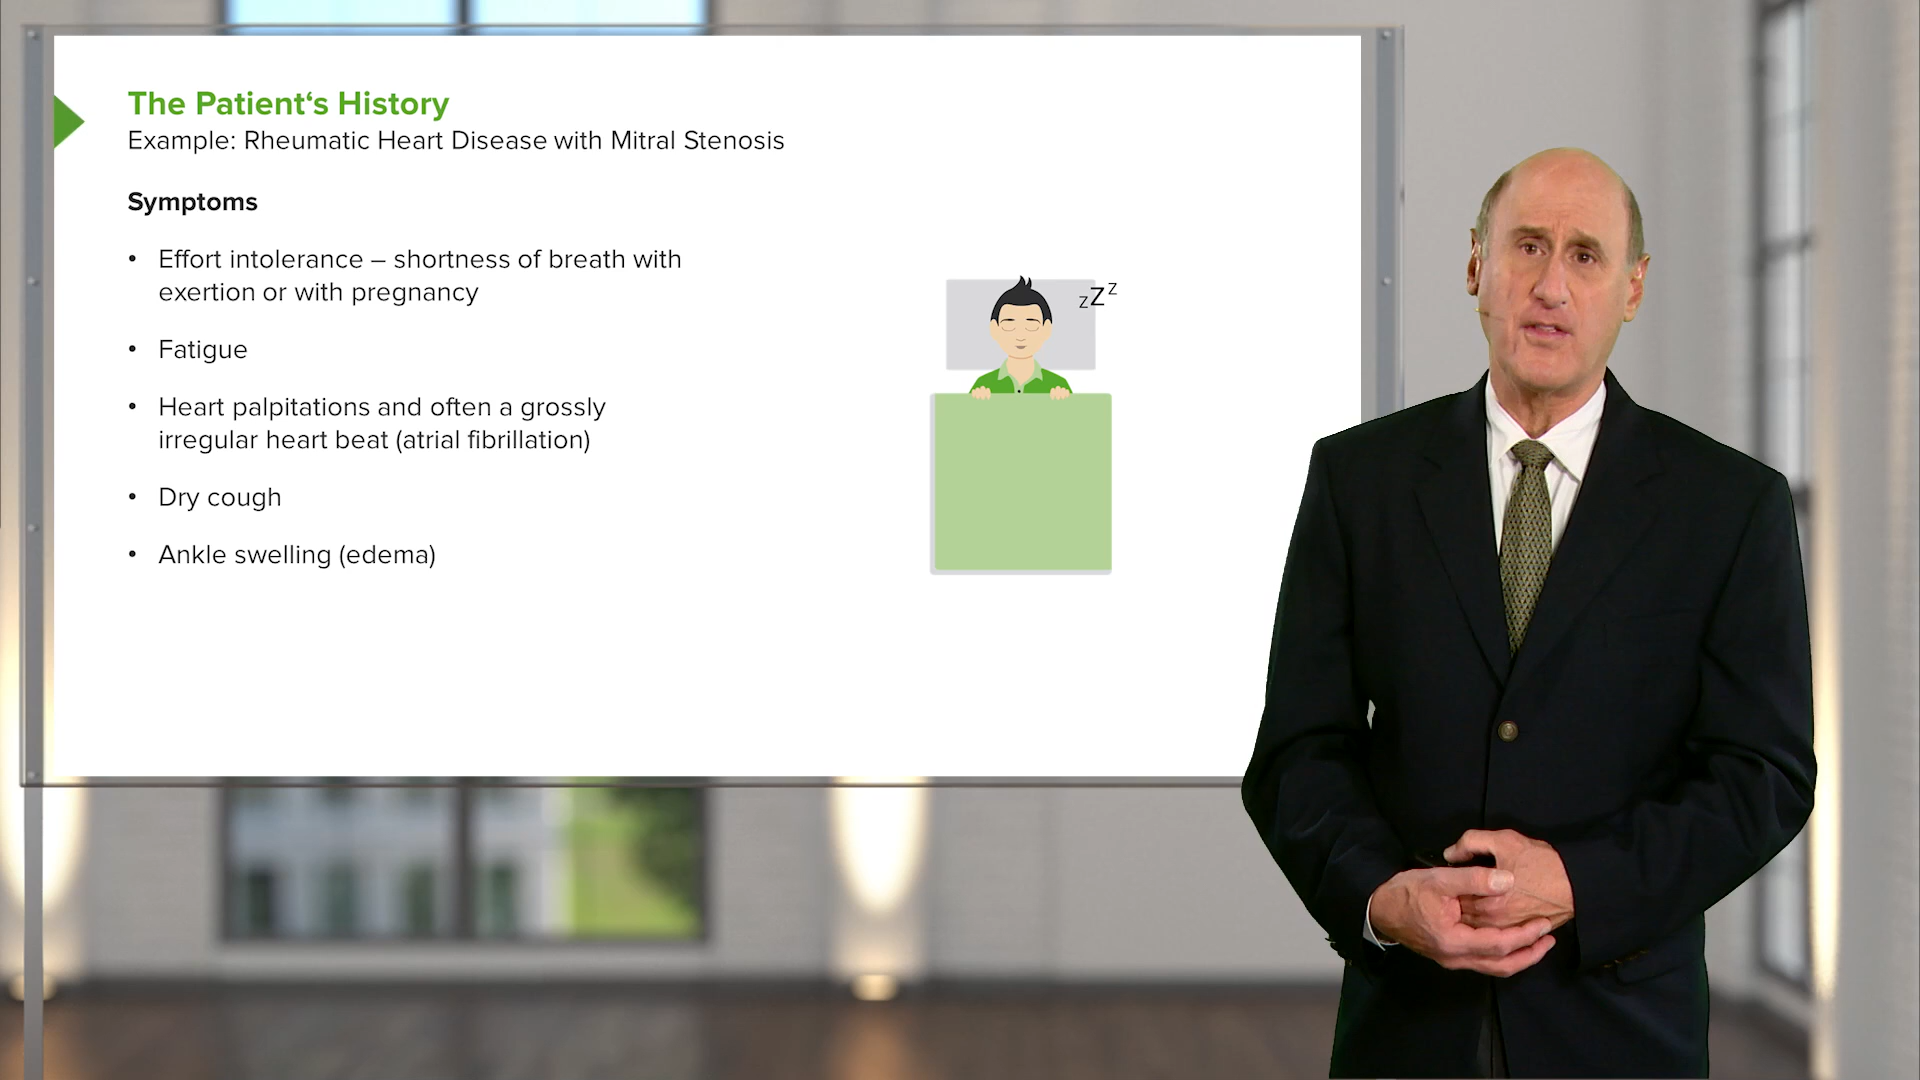 The Patient‘s History
Example: Rheumatic Heart Disease with Mitral Stenosis
Symptoms
• Effort intolerance – shortness of breath with
exertion or with pregnancy
• Fatigue
• Heart palpitations and often a grossly
irregular heart beat (atrial fibrillation)
• Dry cough
• Ankle swelling (edema)
zZz